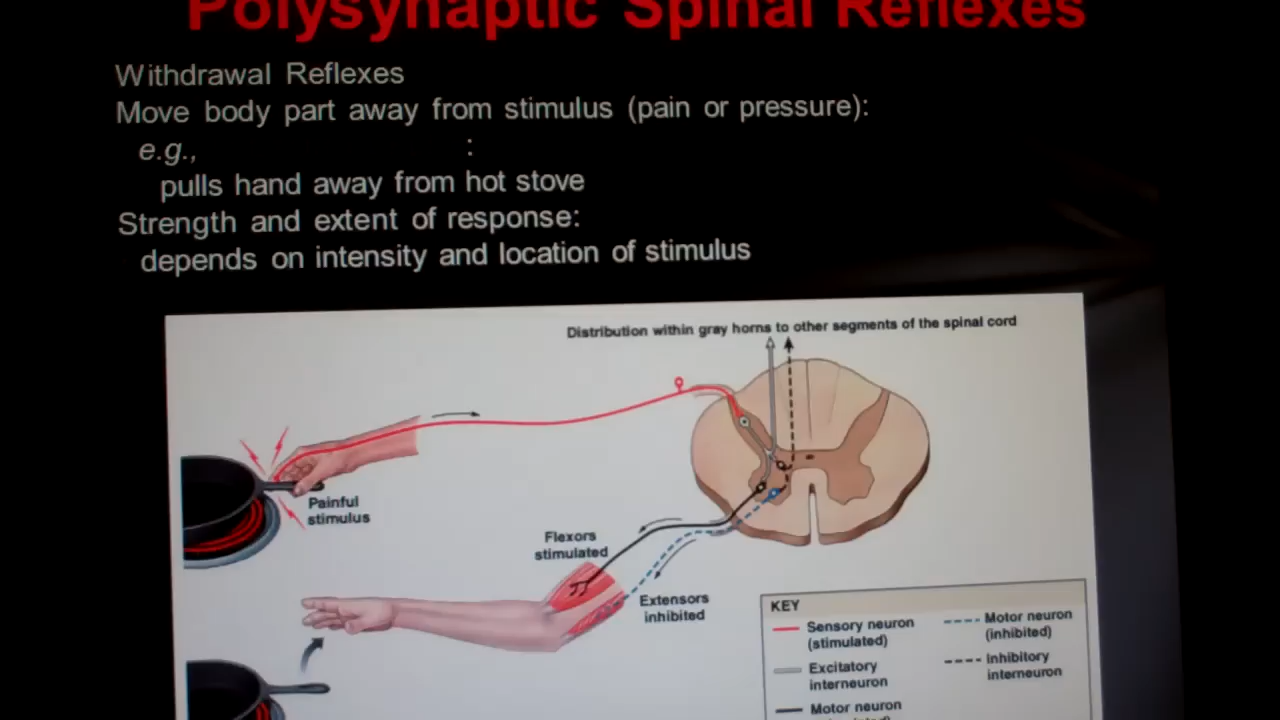 Polysynaptic Spinal Reflexes
Withdrawal Reflexes
Move body part away from stimulus (pain or pressure):
e.g., :
pulls hand away from hot stove
Strength and extent of response:
depends on intensity and location of stimulus
Distribution within gray horns to other segments of the spinal cord
Painful
stimulus
Flexors
stimulated
Extensors
inhibited
KEY
Sensory neuron
(stimulated)
Excitatory
interneuron
Motor neuron
Motor neuron
(inhibited)
Inhibitory
interneuron